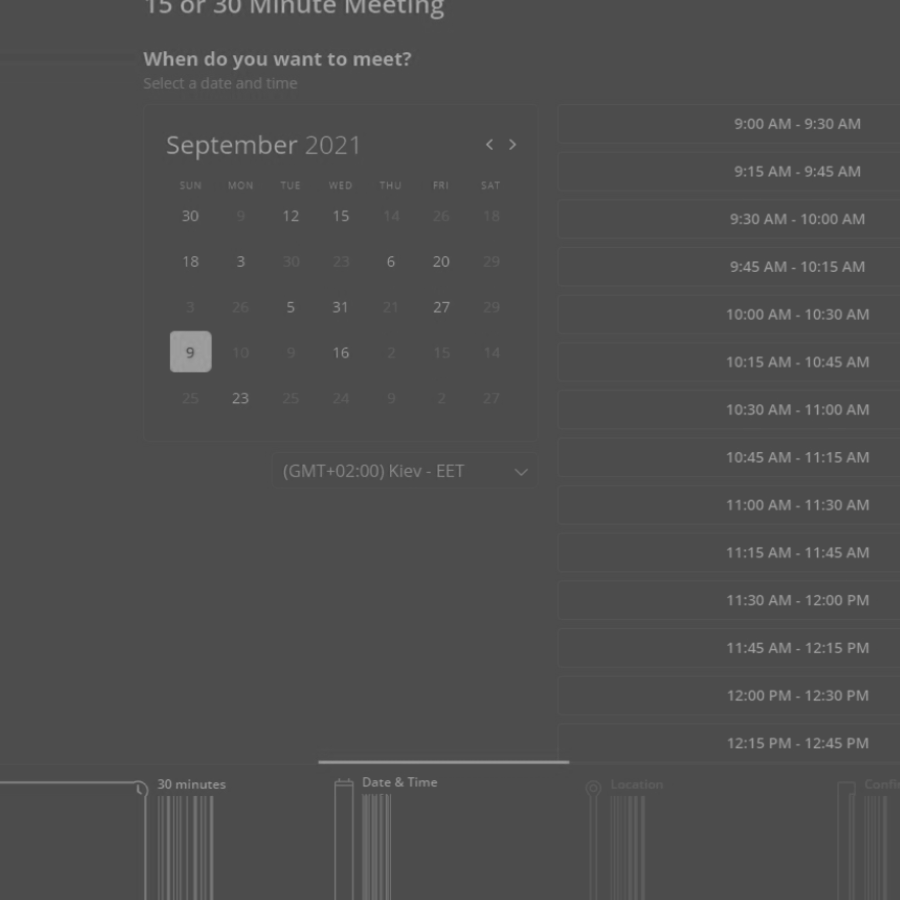 15 or 30 Minute Meeting
When do you want to meet?
Select a date and time
September 2021
SUN MON TUE WED THU FRI SAT
30 9 12 15 14 26 18
18 3 30 23 6 20 29
3 26 5 31 21 27 29
9 10 9 16 2 15 14
25 23 25 24 9 2 27
(GMT+02:00) Kiev - EET
9:00 AM - 9:30 AM
9:15 AM - 9:45 AM
9:30 AM - 10:00 AM
9:45 AM - 10:15 AM
10:00 AM - 10:30 AM
10:15 AM - 10:45 AM
10:30 AM - 11:00 AM
10:45 AM - 11:15 AM
11:00 AM - 11:30 AM
11:15 AM - 11:45 AM
11:30 AM - 12:00 PM
11:45 AM - 12:15 PM
12:00 PM - 12:30 PM
12:15 PM - 12:45 PM
30 minutes
Date & Time
Location